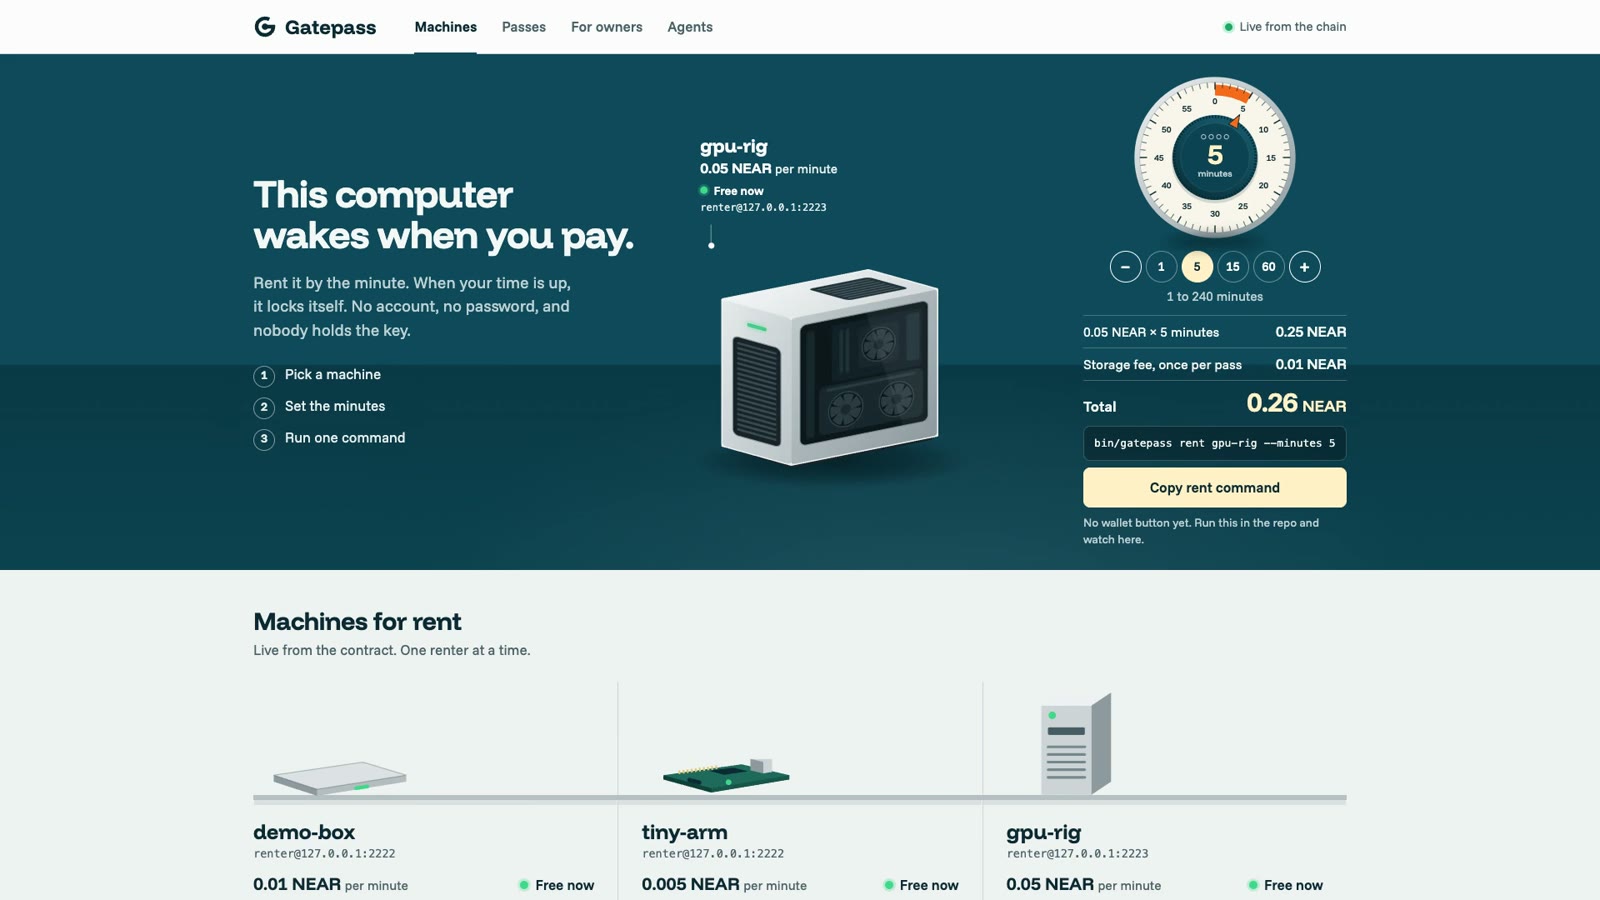 Gatepass
Machines
Passes
For owners
Agents
Live from the chain
This computer
wakes when you pay.
Rent it by the minute. When your time is up,
it locks itself. No account, no password, and
nobody holds the key.
1 Pick a machine
2 Set the minutes
3 Run one command
gpu-rig
0.05 NEAR per minute
Free now
renter@127.0.0.1:2223
0
5
10
15
20
25
30
35
40
45
50
55
5
minutes
− 1 5 15 60 +
1 to 240 minutes
0.05 NEAR × 5 minutes 0.25 NEAR
Storage fee, once per pass 0.01 NEAR
Total 0.26 NEAR
bin/gatepass rent gpu-rig --minutes 5
Copy rent command
No wallet button yet. Run this in the repo and
watch here.
Machines for rent
Live from the contract. One renter at a time.
demo-box
renter@127.0.0.1:2222
0.01 NEAR per minute Free now
tiny-arm
renter@127.0.0.1:2222
0.005 NEAR per minute Free now
gpu-rig
renter@127.0.0.1:2223
0.05 NEAR per minute Free now